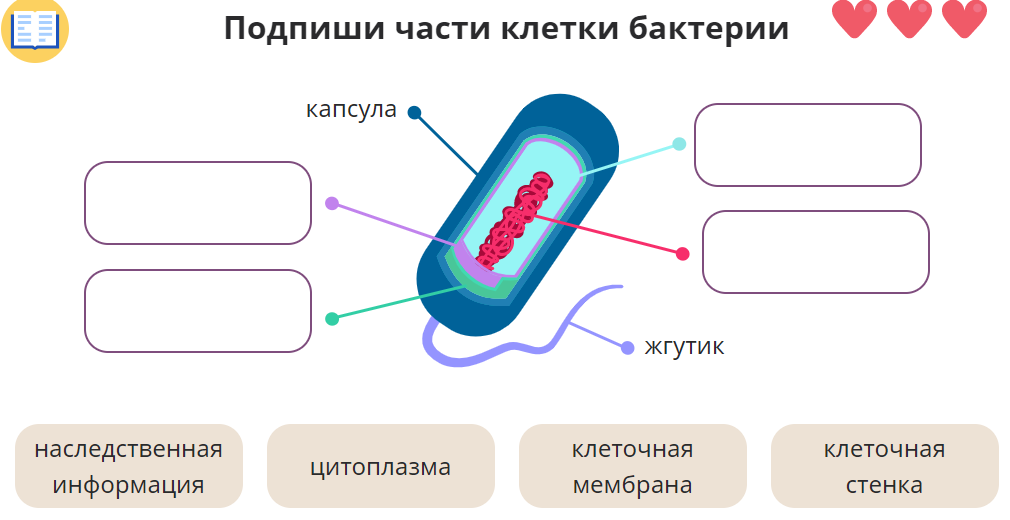 Подпиши части клетки бактерии
капсула
жгутик
наследственная
информация
цитоплазма
клеточная
мембрана
клеточная
стенка